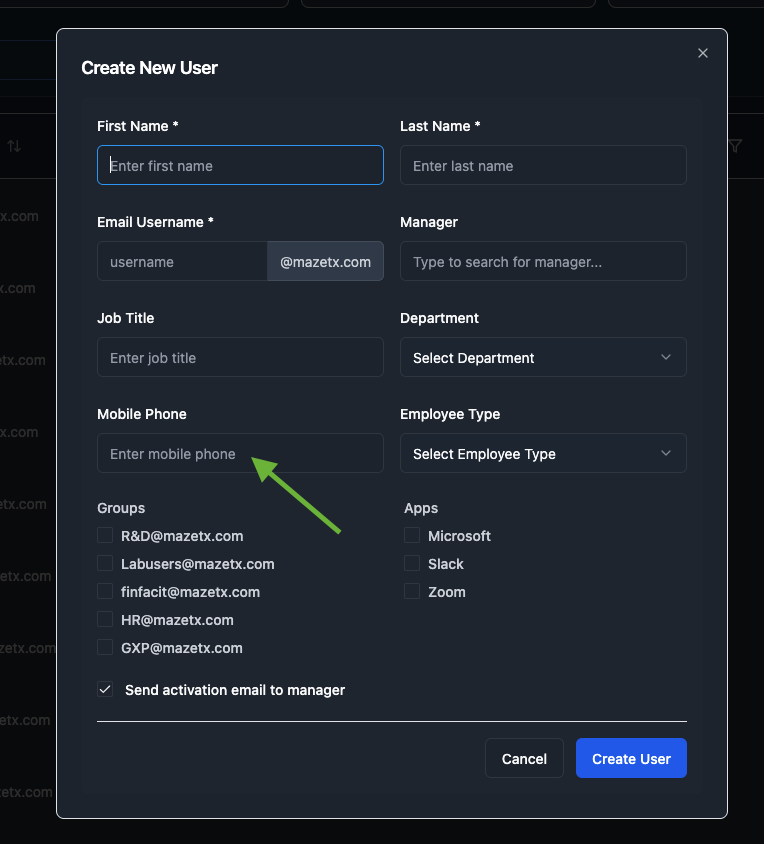 Create New User
First Name *
Last Name *
Enter first name
Enter last name
Email Username *
Manager
username
@mazetx.com
Type to search for manager...
Job Title
Department
Enter job title
Select Department
Mobile Phone
Employee Type
Enter mobile phone
Select Employee Type
Groups
Apps
R&D@mazetx.com
Microsoft
Labusers@mazetx.com
Slack
finfacit@mazetx.com
Zoom
HR@mazetx.com
GXP@mazetx.com
Send activation email to manager
Cancel
Create User
x.com
x.com
etx.com
x.com
etx.com
etx.com
zetx.com
etx.com
etx.com